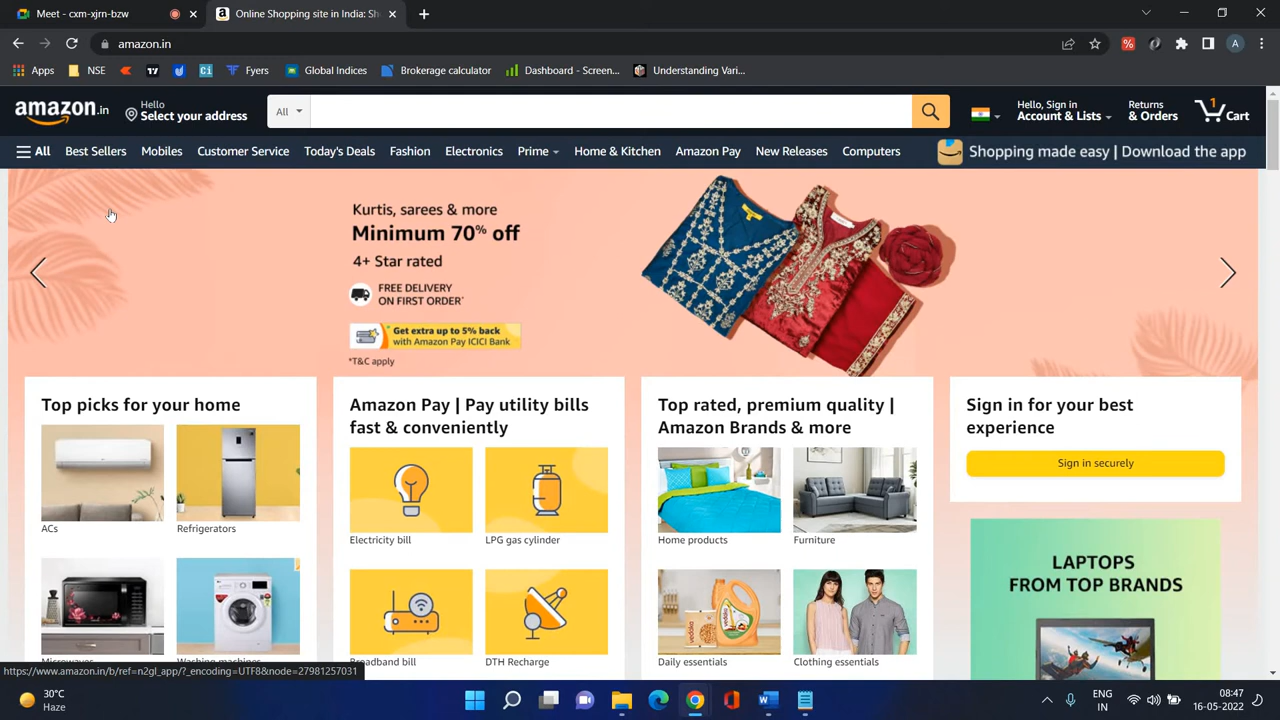 Meet - cxm-xjrn-bzw
Online Shopping site in India: Sh
amazon.in
Apps
NSE
Ci
Fyers
Global Indices
Brokerage calculator
Dashboard - Screen...
Understanding Vari...
A
amazon.in
Hello
Select your address
All
Hello, Sign in
Account & Lists
Returns
& Orders
1
Cart
All
Best Sellers
Mobiles
Customer Service
Today's Deals
Fashion
Electronics
Prime
Home & Kitchen
Amazon Pay
New Releases
Computers
Shopping made easy | Download the app
Kurtis, sarees & more
Minimum 70% off
4+ Star rated
FREE DELIVERY
ON FIRST ORDER*
Get extra up to 5% back
with Amazon Pay ICICI Bank
*T&C apply
Top picks for your home
ACs
Refrigerators
Microwaves
Washing machines
Amazon Pay | Pay utility bills
fast & conveniently
Electricity bill
LPG gas cylinder
Broadband bill
DTH Recharge
Top rated, premium quality |
Amazon Brands & more
Home products
Furniture
Daily essentials
Clothing essentials
Sign in for your best
experience
Sign in securely
LAPTOPS
FROM TOP BRANDS
https://www.amazon.in/b/ref=n2gl_app/?_encoding=UTF8&node=27981257031
30°C
Haze
ENG
IN
08:47
16-05-2022